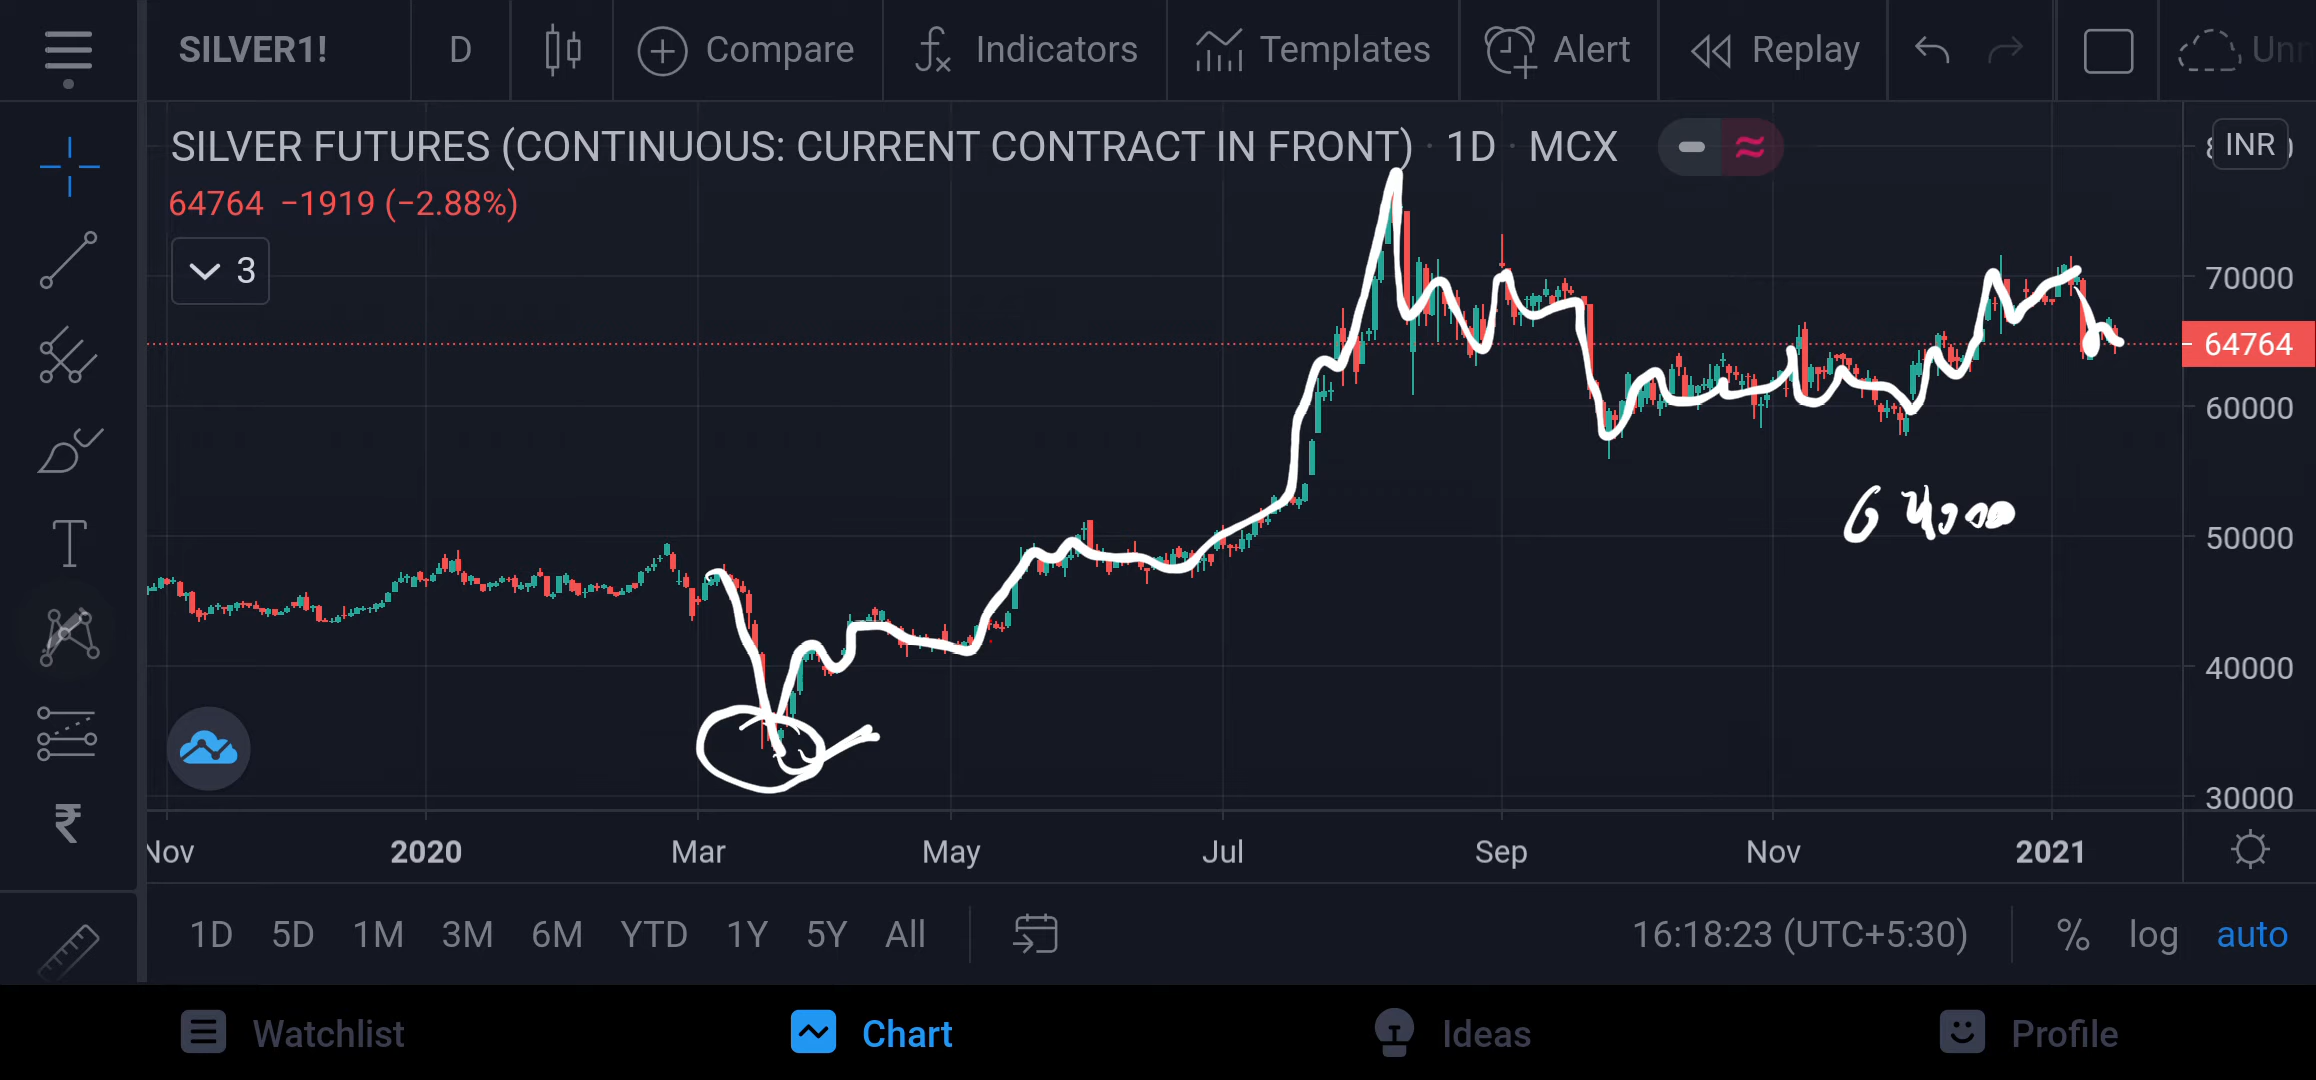 SILVER1! D Compare Indicators Templates Alert Replay
SILVER FUTURES (CONTINUOUS: CURRENT CONTRACT IN FRONT) · 1D · MCX
INR
64764 −1919 (−2.88%)
3
70000
64764
60000
50000
40000
30000
Nov 2020 Mar May Jul Sep Nov 2021
1D 5D 1M 3M 6M YTD 1Y 5Y All 16:18:23 (UTC+5:30) % log auto
Watchlist Chart Ideas Profile